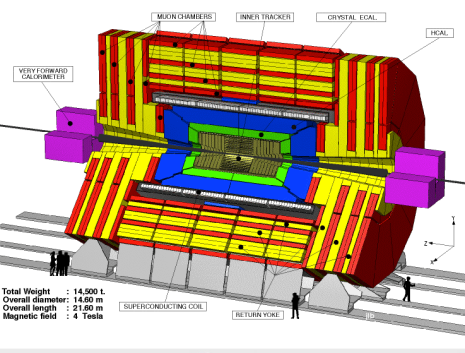 MUON CHAMBERS
INNER TRACKER
CRYSTAL ECAL
HCAL
VERY FORWARD
CALORIMETER
Y
Z
X
Total Weight : 14,500 t.
Overall diameter: 14.60 m
Overall length : 21.60 m
Magnetic field : 4 Tesla
SUPERCONDUCTING COIL
RETURN YOKE